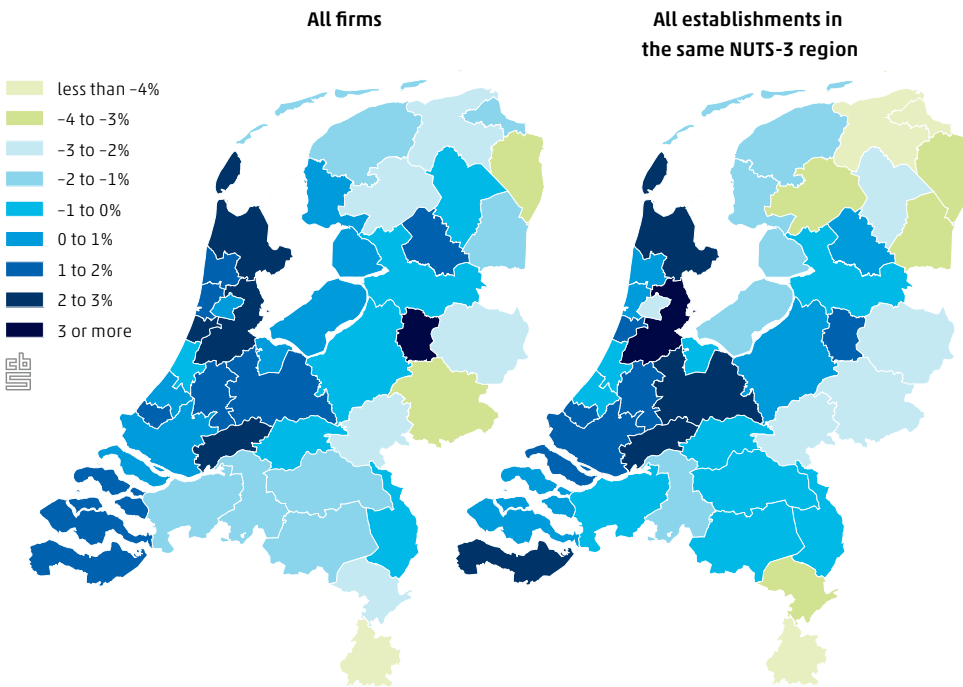 All firms
All establishments in
the same NUTS-3 region
less than –4%
–4 to –3%
–3 to –2%
–2 to –1%
–1 to 0%
0 to 1%
1 to 2%
2 to 3%
3 or more
cbs